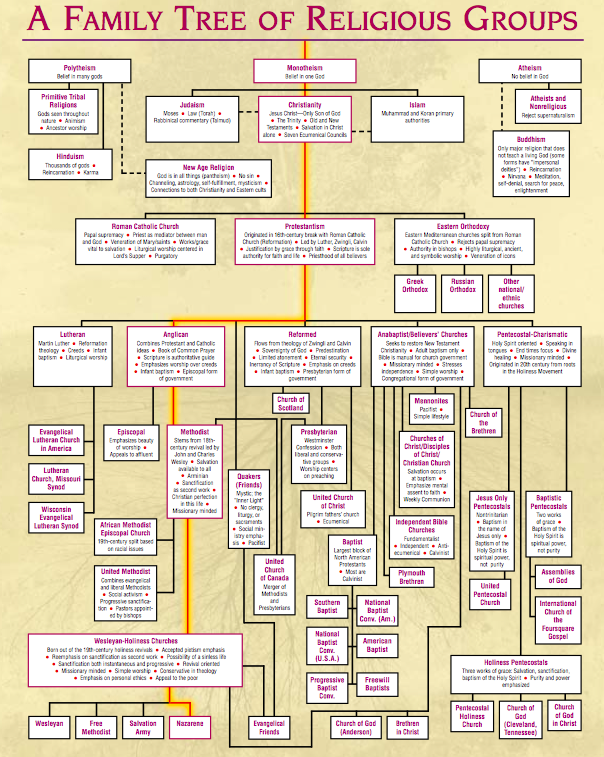 A Family Tree of Religious Groups
Polytheism
Belief in many gods
Monotheism
Belief in one God
Atheism
No belief in God
Primitive Tribal
Religions
Gods seen throughout
nature • Animism
• Ancestor worship
Judaism
Moses • Law (Torah) •
Rabbinical commentary (Talmud)
Christianity
Jesus Christ—Only Son of God
• The Trinity • Old and New
Testaments • Salvation in Christ
alone • Seven Ecumenical Councils
Islam
Muhammad and Koran primary
authorities
Atheists and
Nonreligious
Reject supernaturalism
Hinduism
Thousands of gods •
Reincarnation • Karma
New Age Religion
God is in all things (pantheism) • No sin •
Channeling, astrology, self-fulfillment, mysticism •
Connections to both Christianity and Eastern cults
Buddhism
Only major religion that does
not teach a living God (some
forms have "impersonal
deities") • Reincarnation
• Nirvana • Meditation,
self-denial, search for peace,
enlightenment
Roman Catholic Church
Papal supremacy • Priest as mediator between man
and God • Veneration of Mary/saints • Works/grace
vital to salvation • Liturgical worship centered in
Lord's Supper • Purgatory
Protestantism
Originated in 16th-century break with Roman Catholic
Church (Reformation) • Led by Luther, Zwingli, Calvin
• Justification by grace through faith • Scripture is sole
authority for faith and life • Priesthood of all believers
Eastern Orthodoxy
Eastern Mediterranean churches split from Roman
Catholic Church • Rejects papal supremacy
• Authority in bishops • Highly liturgical, ancient,
and symbolic worship • Veneration of icons
Greek
Orthodox
Russian
Orthodox
Other
national/
ethnic
churches
Lutheran
Martin Luther • Reformation
theology • Creeds • Infant
baptism • Liturgical worship
Anglican
Combines Protestant and Catholic
ideas • Book of Common Prayer
• Scripture is authoritative guide
• Emphasizes worship over creeds
• Infant baptism • Episcopal form
of government
Reformed
Flows from theology of Zwingli and Calvin
• Sovereignty of God • Predestination
• Limited atonement • Eternal security •
Inerrancy of Scripture • Emphasis on creeds
• Infant baptism • Presbyterian form of
government
Anabaptist/Believers' Churches
Seeks to restore New Testament
Christianity • Adult baptism only •
Bible is manual for church government
• Missionary minded • Stresses
independence • Simple worship •
Congregational form of government
Pentecostal-Charismatic
Holy Spirit oriented • Speaking in
tongues • End times focus • Divine
healing • Missionary minded •
Originated in 20th century from roots
in the Holiness Movement
Church of
Scotland
Mennonites
Pacifist •
Simple lifestyle
Church of
the
Brethren
Evangelical
Lutheran Church
in America
Episcopal
Emphasizes beauty
of worship •
Appeals to affluent
Methodist
Stems from 18th-
century revival led by
John and Charles
Wesley • Salvation
available to all
• Arminian
• Sanctification
as second work •
Christian perfection
in this life •
Missionary minded
Presbyterian
Westminster
Confession • Both
liberal and conserva-
tive groups •
Worship centers
on preaching
Churches of
Christ/Disciples
of Christ/
Christian Church
Salvation occurs
at baptism •
Emphasize mental
assent to faith •
Weekly Communion
Lutheran
Church, Missouri
Synod
Quakers
(Friends)
Mystic; the
"Inner Light"
• No clergy,
liturgy, or
sacraments
• Social min-
istry empha-
sis • Pacifist
Wisconsin
Evangelical
Lutheran Synod
United Church
of Christ
Pilgrim fathers' church
• Ecumenical
Jesus Only
Pentecostals
Nontrinitarian
• Baptism in
the name of
Jesus only •
Baptism of the
Holy Spirit is
spiritual power,
not purity
Baptistic
Pentecostals
Two works
of grace •
Baptism of the
Holy Spirit is
spiritual power,
not purity
African Methodist
Episcopal Church
19th-century split based
on racial issues
Independent Bible
Churches
Fundamentalist
• Independent • Anti-
ecumenical • Calvinist
Baptist
Largest block of
North American
Protestants
• Most are
Calvinist
United
Church
of Canada
Merger of
Methodists
and
Presbyterians
United Methodist
Combines evangelical
and liberal Methodists
• Social activism •
Progressive sanctifica-
tion • Pastors appoint-
ed by bishops
Plymouth
Brethren
Assemblies
of God
United
Pentecostal
Church
Southern
Baptist
National
Baptist
Conv. (Am.)
International
Church of
the
Foursquare
Gospel
National
Baptist
Conv.
(U.S.A.)
American
Baptist
Wesleyan-Holiness Churches
Born out of the 19th-century holiness revivals • Accepted pietism emphasis
• Reemphasis on sanctification as second work • Possibility of a sinless life
• Sanctification both instantaneous and progressive • Revival oriented
• Missionary minded • Simple worship • Conservative in theology
• Emphasis on personal ethics • Appeal to the poor
Progressive
Baptist
Conv.
Freewill
Baptists
Holiness Pentecostals
Three works of grace: Salvation, sanctification,
baptism of the Holy Spirit • Purity and power
emphasized
Wesleyan
Free
Methodist
Salvation
Army
Nazarene
Evangelical
Friends
Church of God
(Anderson)
Brethren
in Christ
Pentecostal
Holiness
Church
Church of
God
(Cleveland,
Tennessee)
Church
of God
in Christ